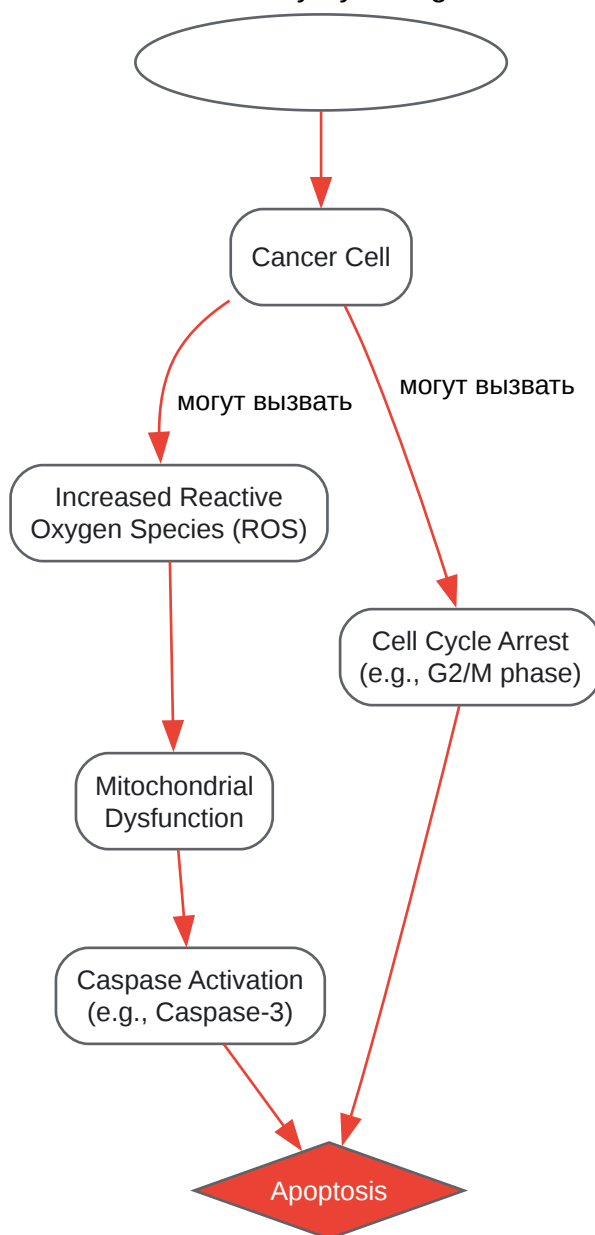 Cancer Cell
могут вызвать
могут вызвать
Increased Reactive
Oxygen Species (ROS)
Cell Cycle Arrest
(e.g., G2/M phase)
Mitochondrial
Dysfunction
Caspase Activation
(e.g., Caspase-3)
Apoptosis